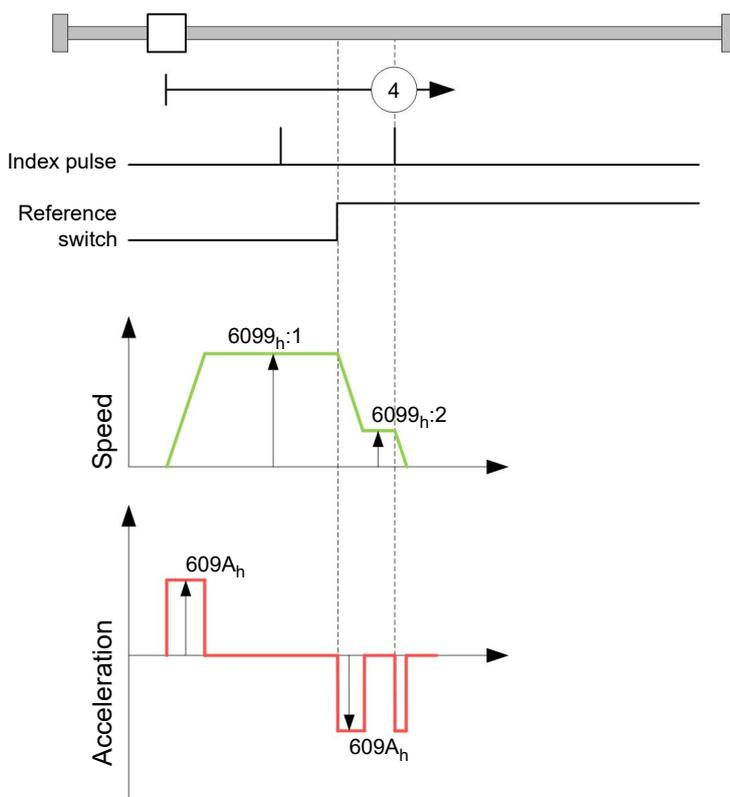 4
Index pulse
Reference
switch
6099h:1
6099h:2
Speed
609Ah
609Ah
Acceleration